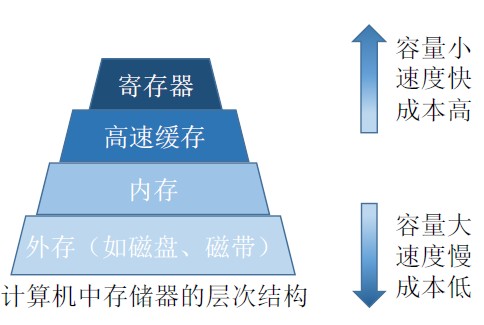 寄存器
高速缓存
内存
外存（如磁盘、磁带）
计算机中存储器的层次结构
容量小
速度快
成本高
容量大
速度慢
成本低